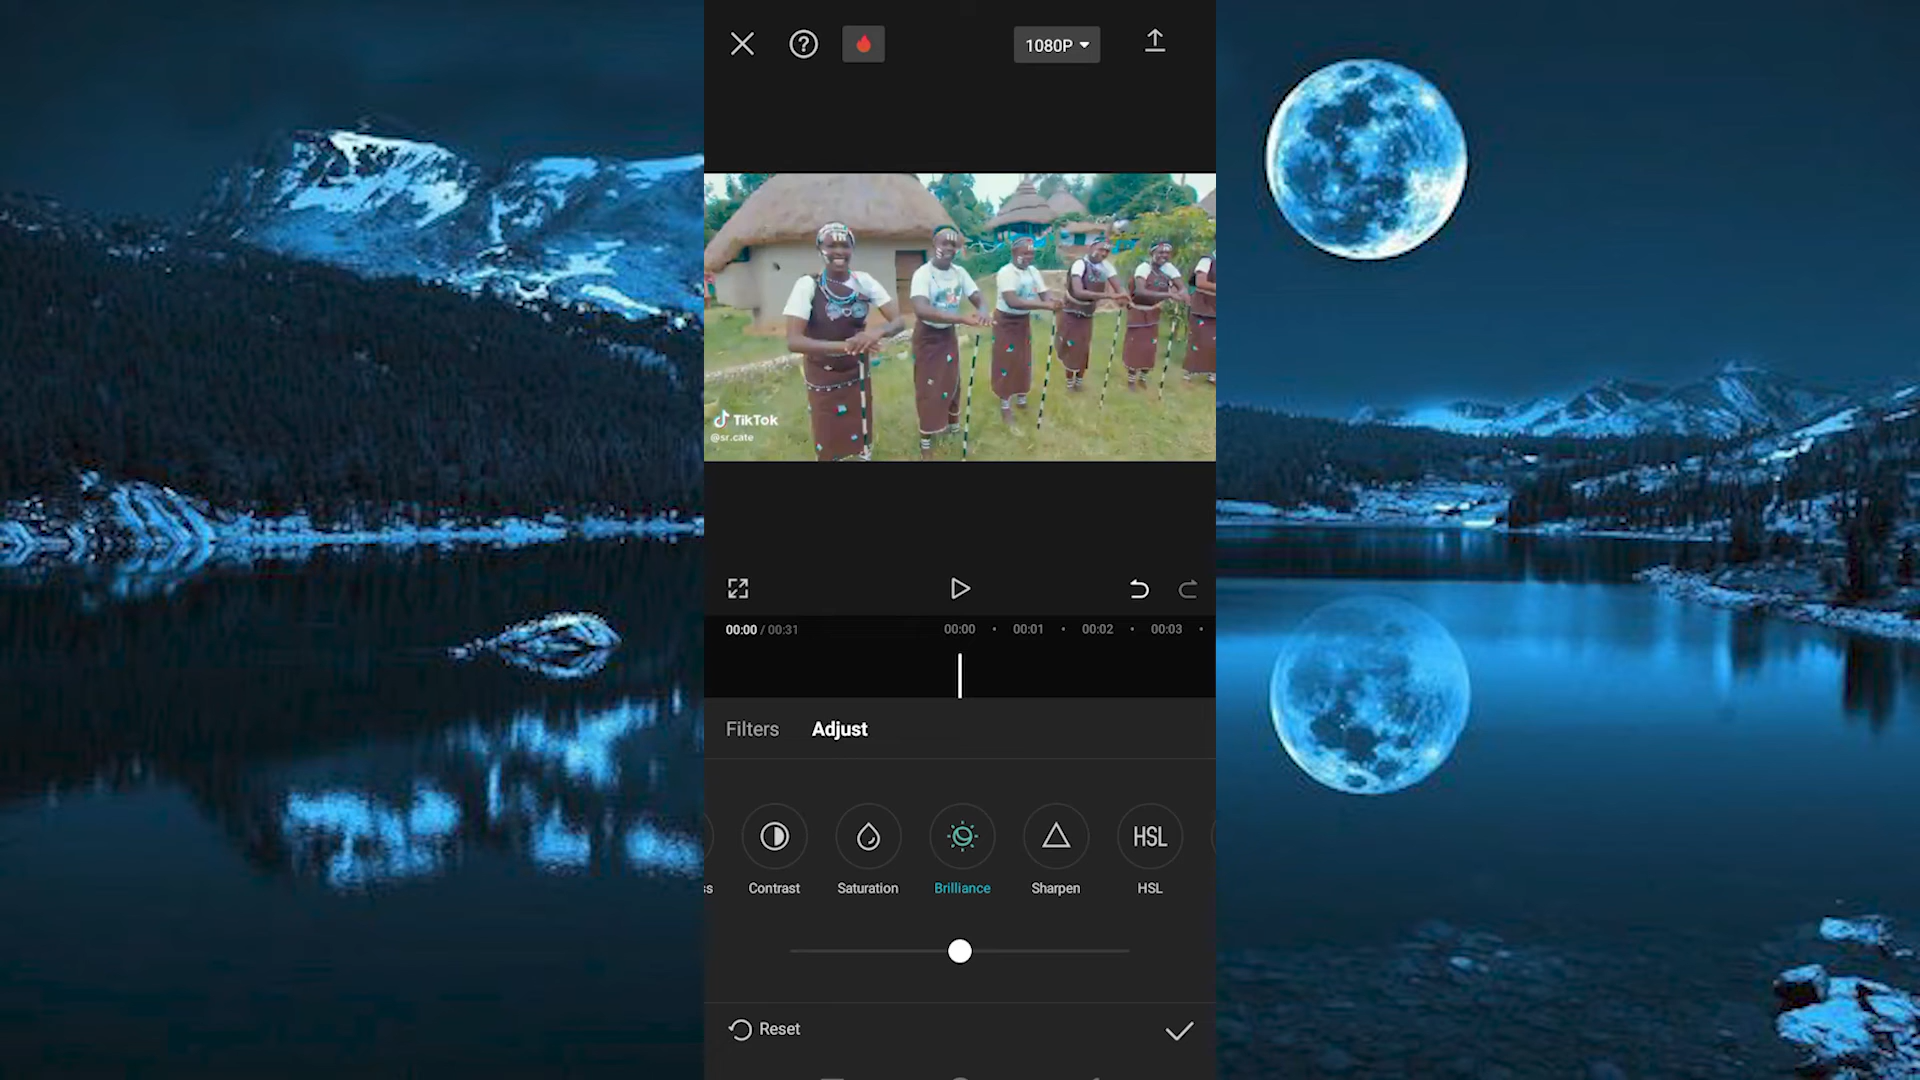 1080P
TikTok
@sr.cate
00:00 / 00:31
00:00
00:01
00:02
00:03
Filters
Adjust
ss
Contrast
Saturation
Brilliance
Sharpen
HSL
HSL
Reset